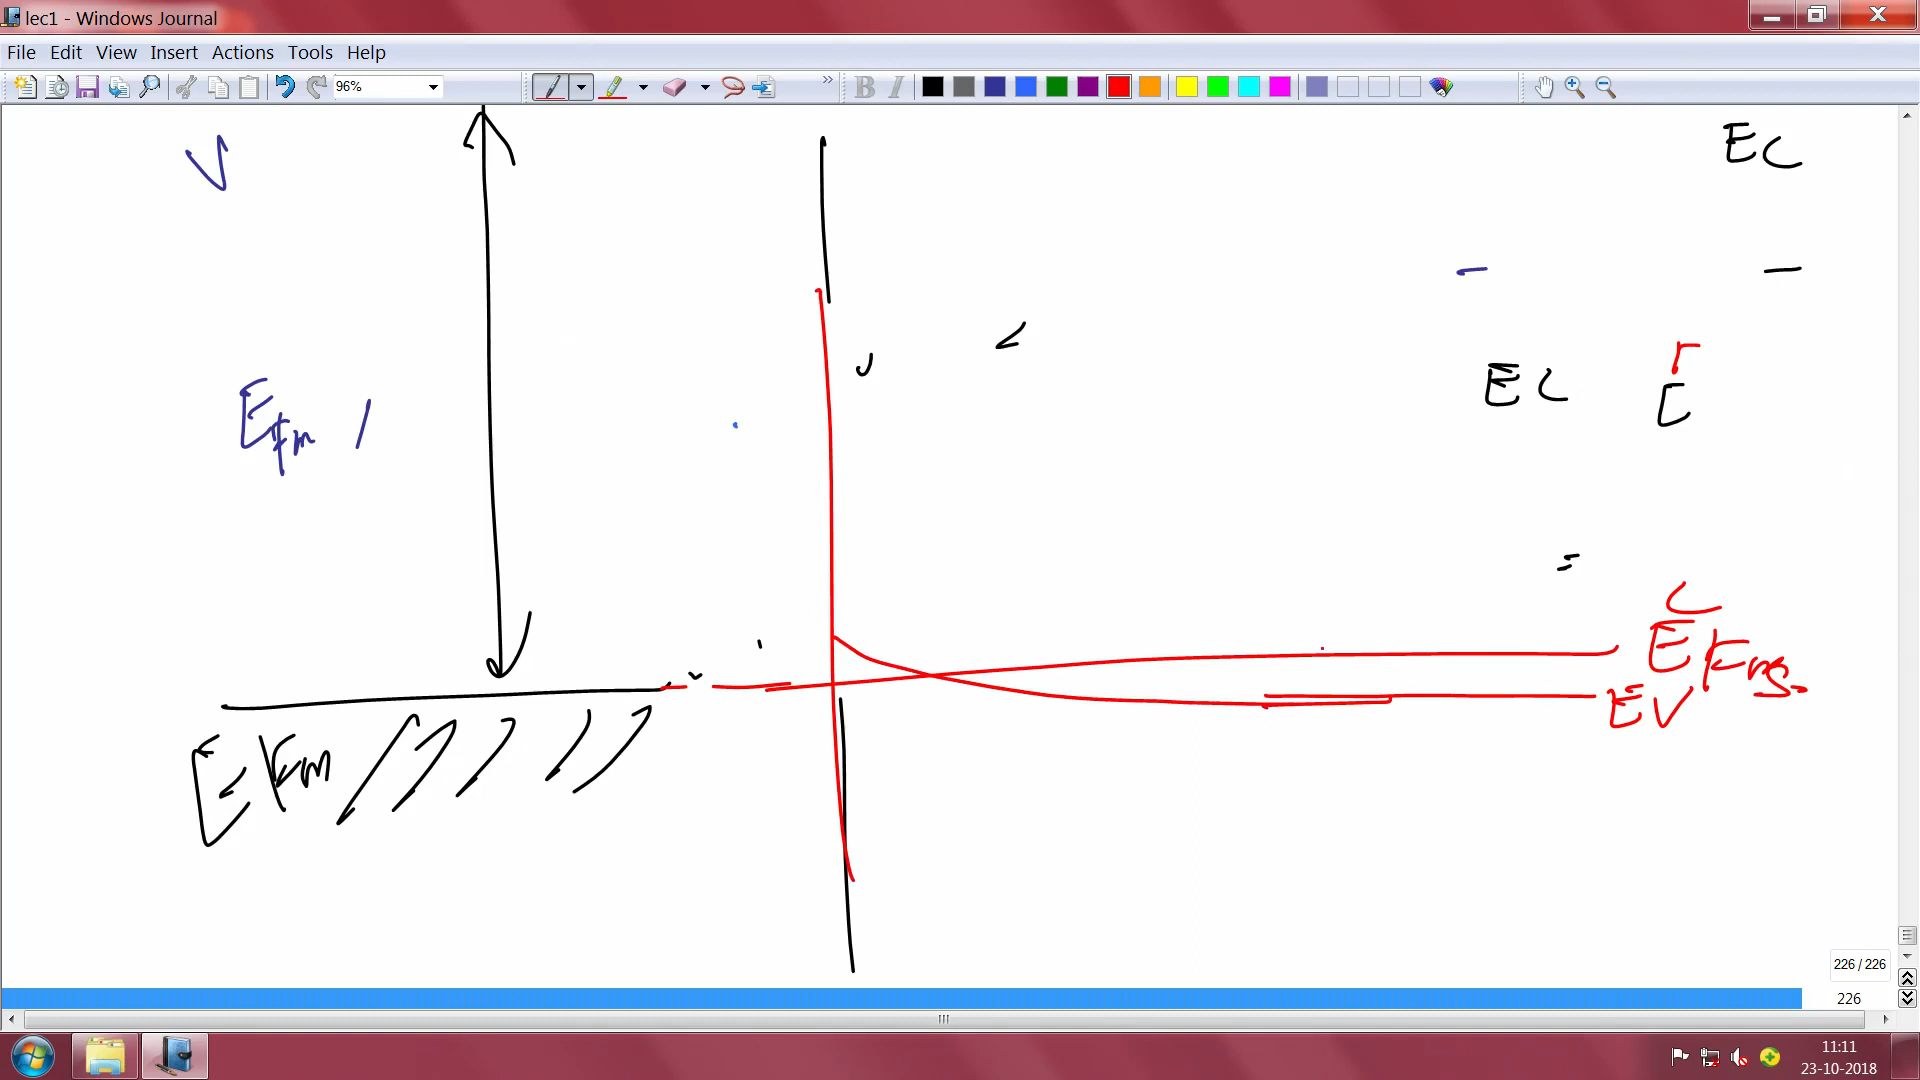 lec1 - Windows Journal
File Edit View Insert Actions Tools Help
96%
B I
V
EC
EFm
EC
E
EFm
E Fns
EV
226 / 226
226
11:11
23-10-2018